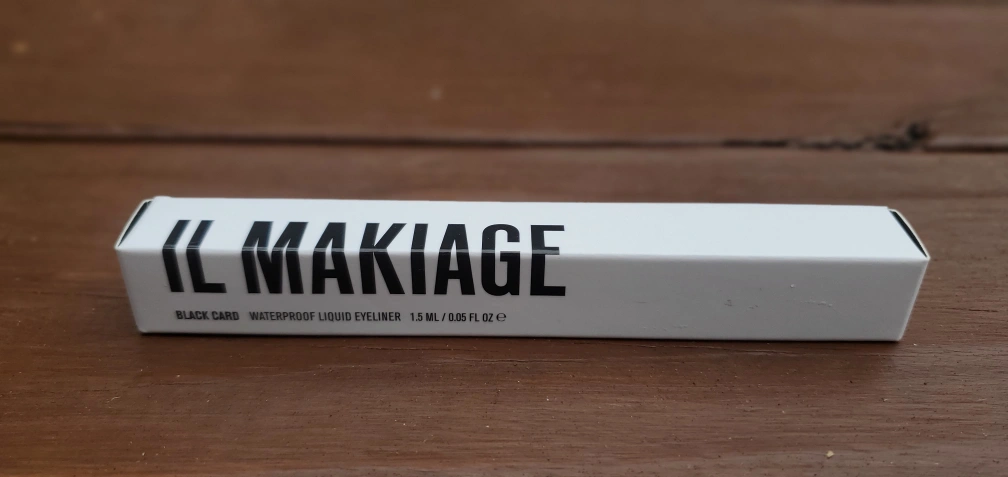 IL MAKIAGE
BLACK CARD WATERPROOF LIQUID EYELINER 1.5 ML / 0.05 FL OZ ℮